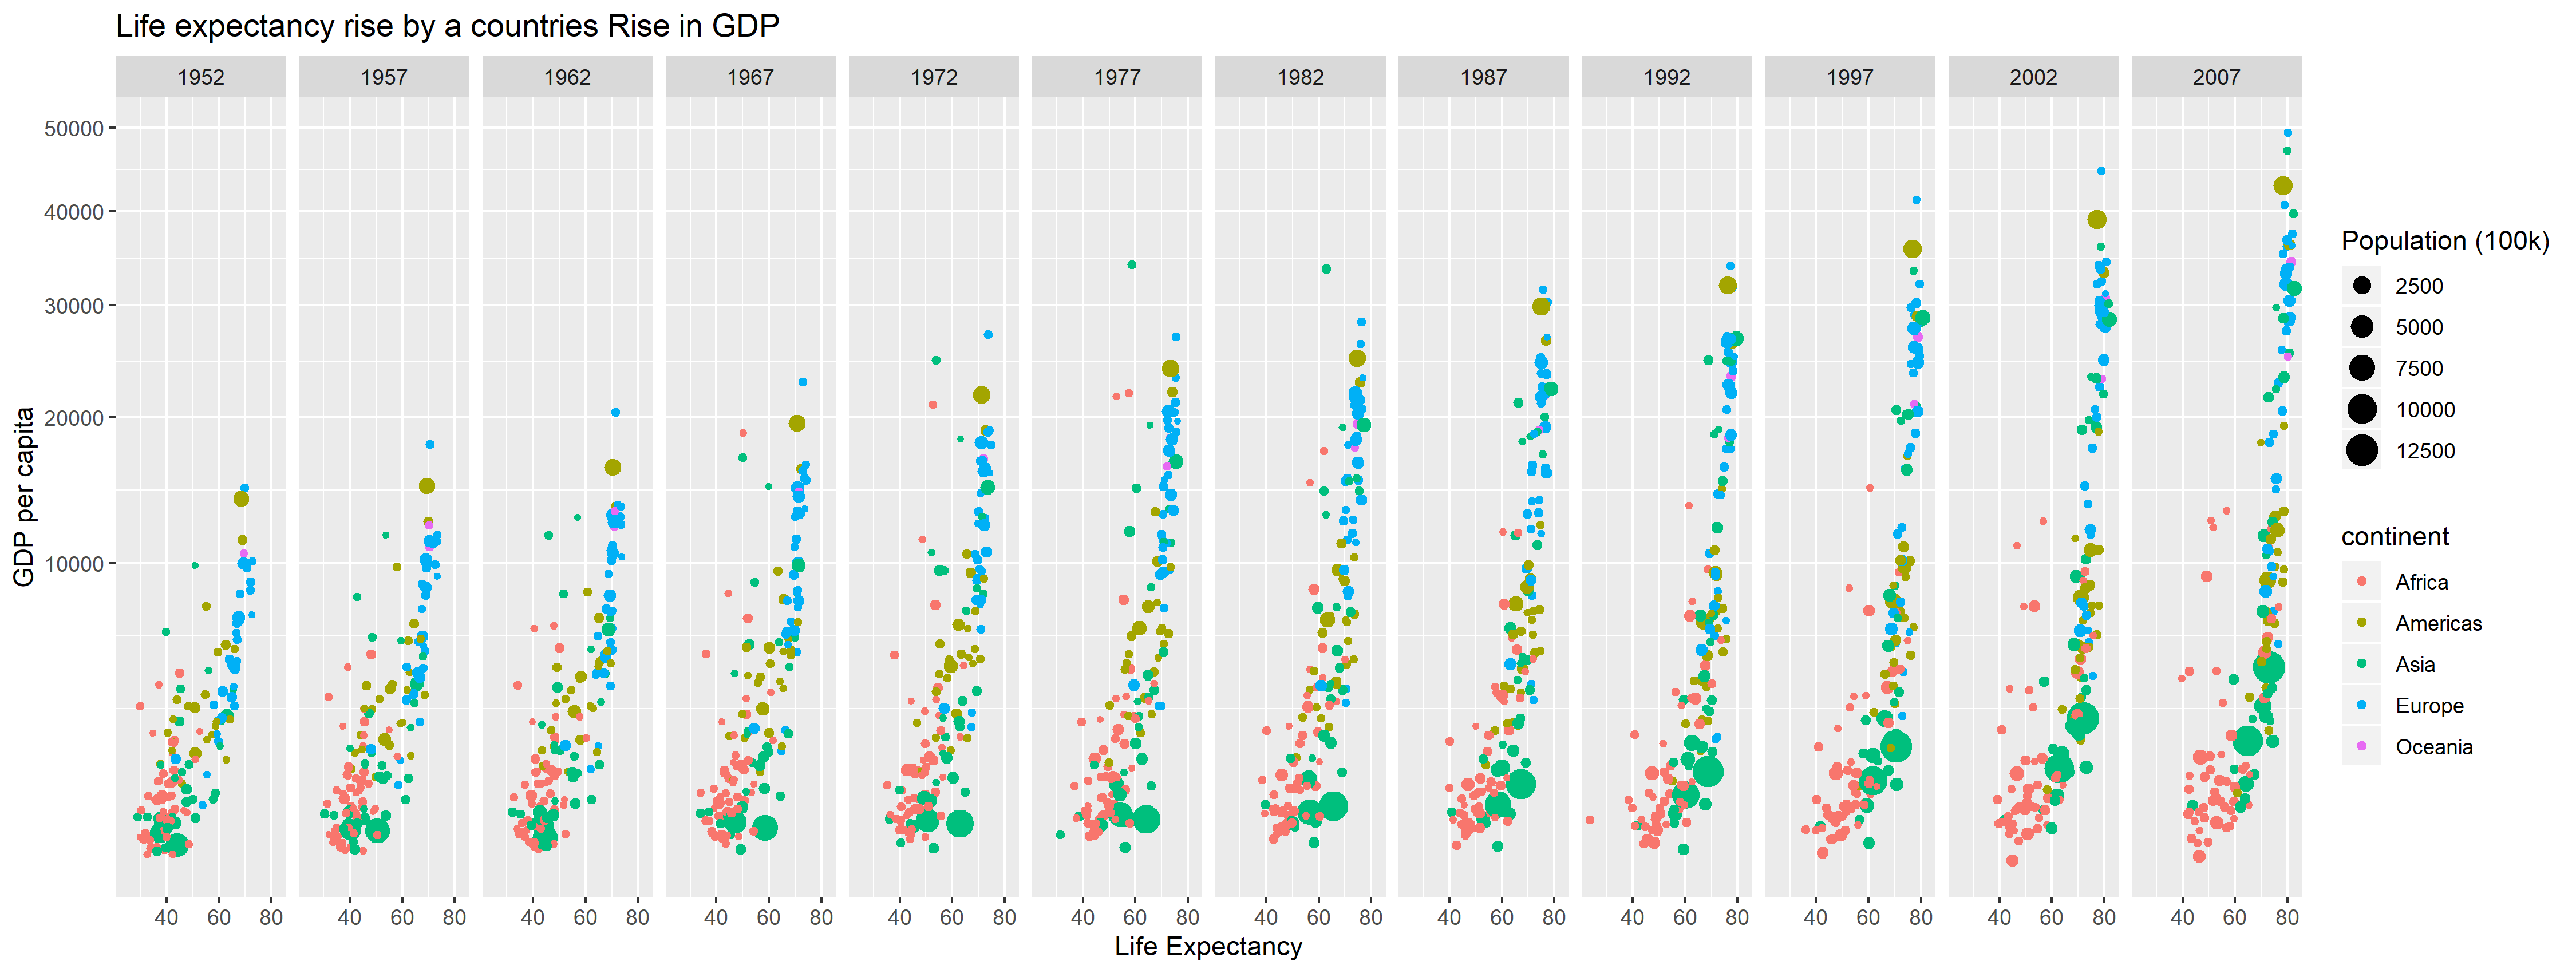 Life expectancy rise by a countries Rise in GDP
1952 1957 1962 1967 1972 1977 1982 1987 1992 1997 2002 2007
GDP per capita
50000
40000
30000
20000
10000
40 60 80 40 60 80 40 60 80 40 60 80 40 60 80 40 60 80 40 60 80 40 60 80 40 60 80 40 60 80 40 60 80 40 60 80
Life Expectancy
Population (100k)
2500
5000
7500
10000
12500
continent
Africa
Americas
Asia
Europe
Oceania